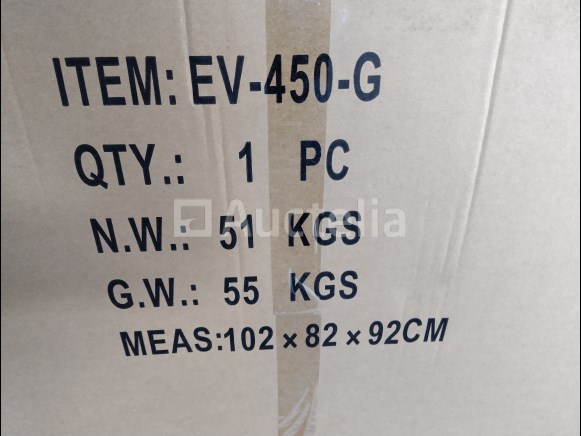 ITEM: EV-450-G
QTY.: 1 PC
Auctelia
N.W.: 51 KGS
G.W.: 55 KGS
MEAS:102×82×92CM